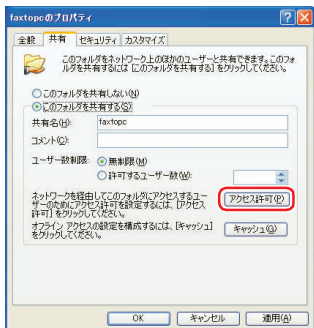 faxtopcのプロパティ
全般 共有 セキュリティ カスタマイズ
このフォルダをネットワーク上のほかのユーザーと共有できます。このフォ
ルダを共有するには［このフォルダを共有する］をクリックしてください。
このフォルダを共有しない(N)
このフォルダを共有する(S)
共有名(H): faxtopc
コメント(C):
ユーザー数制限: 無制限(M)
許可するユーザー数(W):
ネットワークを経由してこのフォルダにアクセスするユー
ザーのためにアクセス許可を設定するには、［アクセス
許可］をクリックしてください。
アクセス許可(P)
オフライン アクセスの設定を構成するには、［キャッシュ］
をクリックしてください。
キャッシュ(G)
OK キャンセル 適用(A)